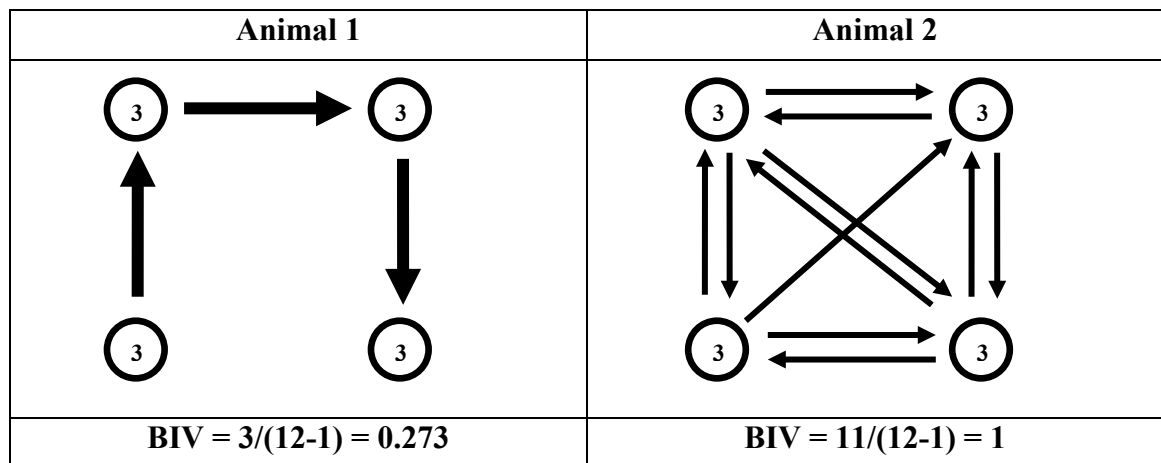 Animal 1
Animal 2
3 3
3 3
3 3
3 3
BIV = 3/(12-1) = 0.273
BIV = 11/(12-1) = 1